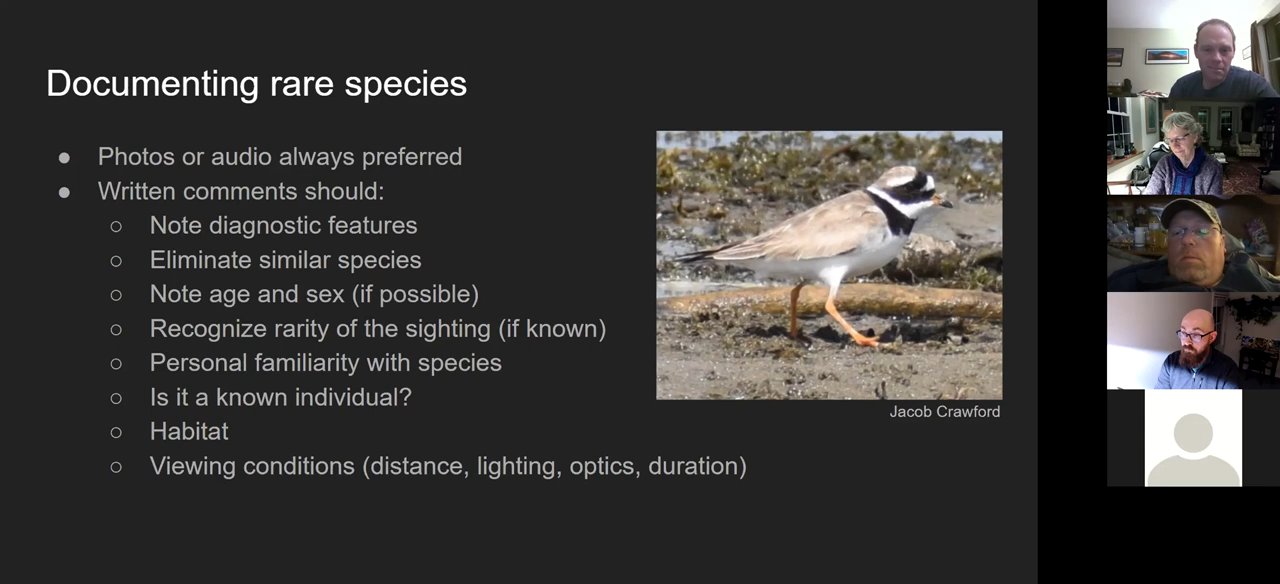 Documenting rare species
● Photos or audio always preferred
● Written comments should:
○ Note diagnostic features
○ Eliminate similar species
○ Note age and sex (if possible)
○ Recognize rarity of the sighting (if known)
○ Personal familiarity with species
○ Is it a known individual?
○ Habitat
○ Viewing conditions (distance, lighting, optics, duration)
Jacob Crawford